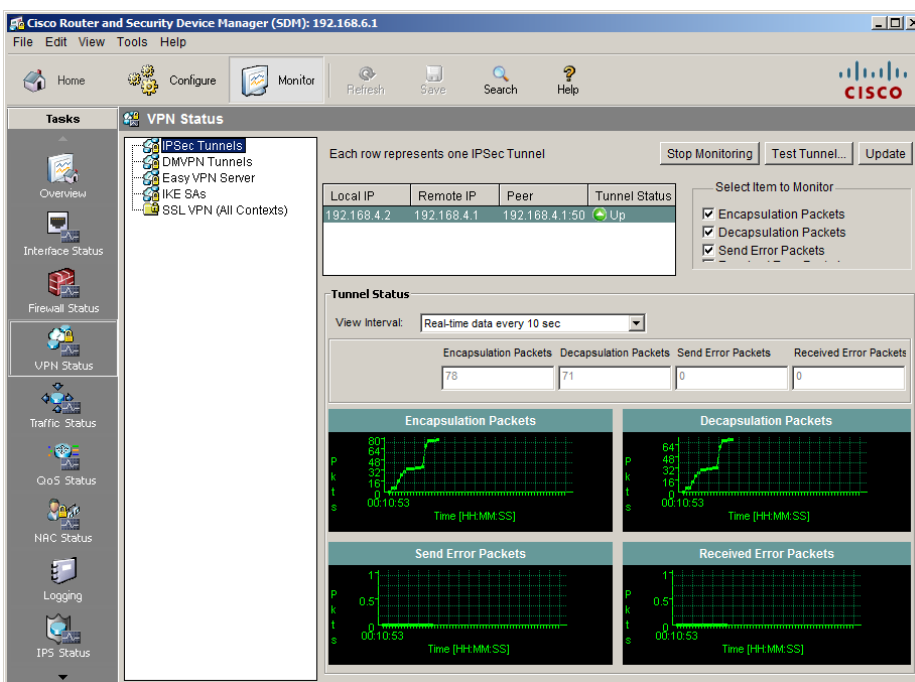 Cisco Router and Security Device Manager (SDM): 192.168.6.1
File Edit View Tools Help
Home Configure Monitor Refresh Save Search Help
CISCO
Tasks
VPN Status
Overview
Interface Status
Firewall Status
VPN Status
Traffic Status
QoS Status
NAC Status
Logging
IPS Status
IPSec Tunnels
DMVPN Tunnels
Easy VPN Server
IKE SAs
SSL VPN (All Contexts)
Each row represents one IPSec Tunnel
Stop Monitoring Test Tunnel... Update
Local IP Remote IP Peer Tunnel Status
192.168.4.2 192.168.4.1 192.168.4.1:50 Up
Select Item to Monitor
Encapsulation Packets
Decapsulation Packets
Send Error Packets
Tunnel Status
View Interval: Real-time data every 10 sec
Encapsulation Packets Decapsulation Packets Send Error Packets Received Error Packets
78 71 0 0
Encapsulation Packets
80
64
48
32
16
0
00:10:53
Pkts
Time [HH:MM:SS]
Decapsulation Packets
64
48
32
16
0
00:10:53
Pkts
Time [HH:MM:SS]
Send Error Packets
1
0.5
0
00:10:53
Pkts
Time [HH:MM:SS]
Received Error Packets
1
0.5
0
00:10:53
Pkts
Time [HH:MM:SS]